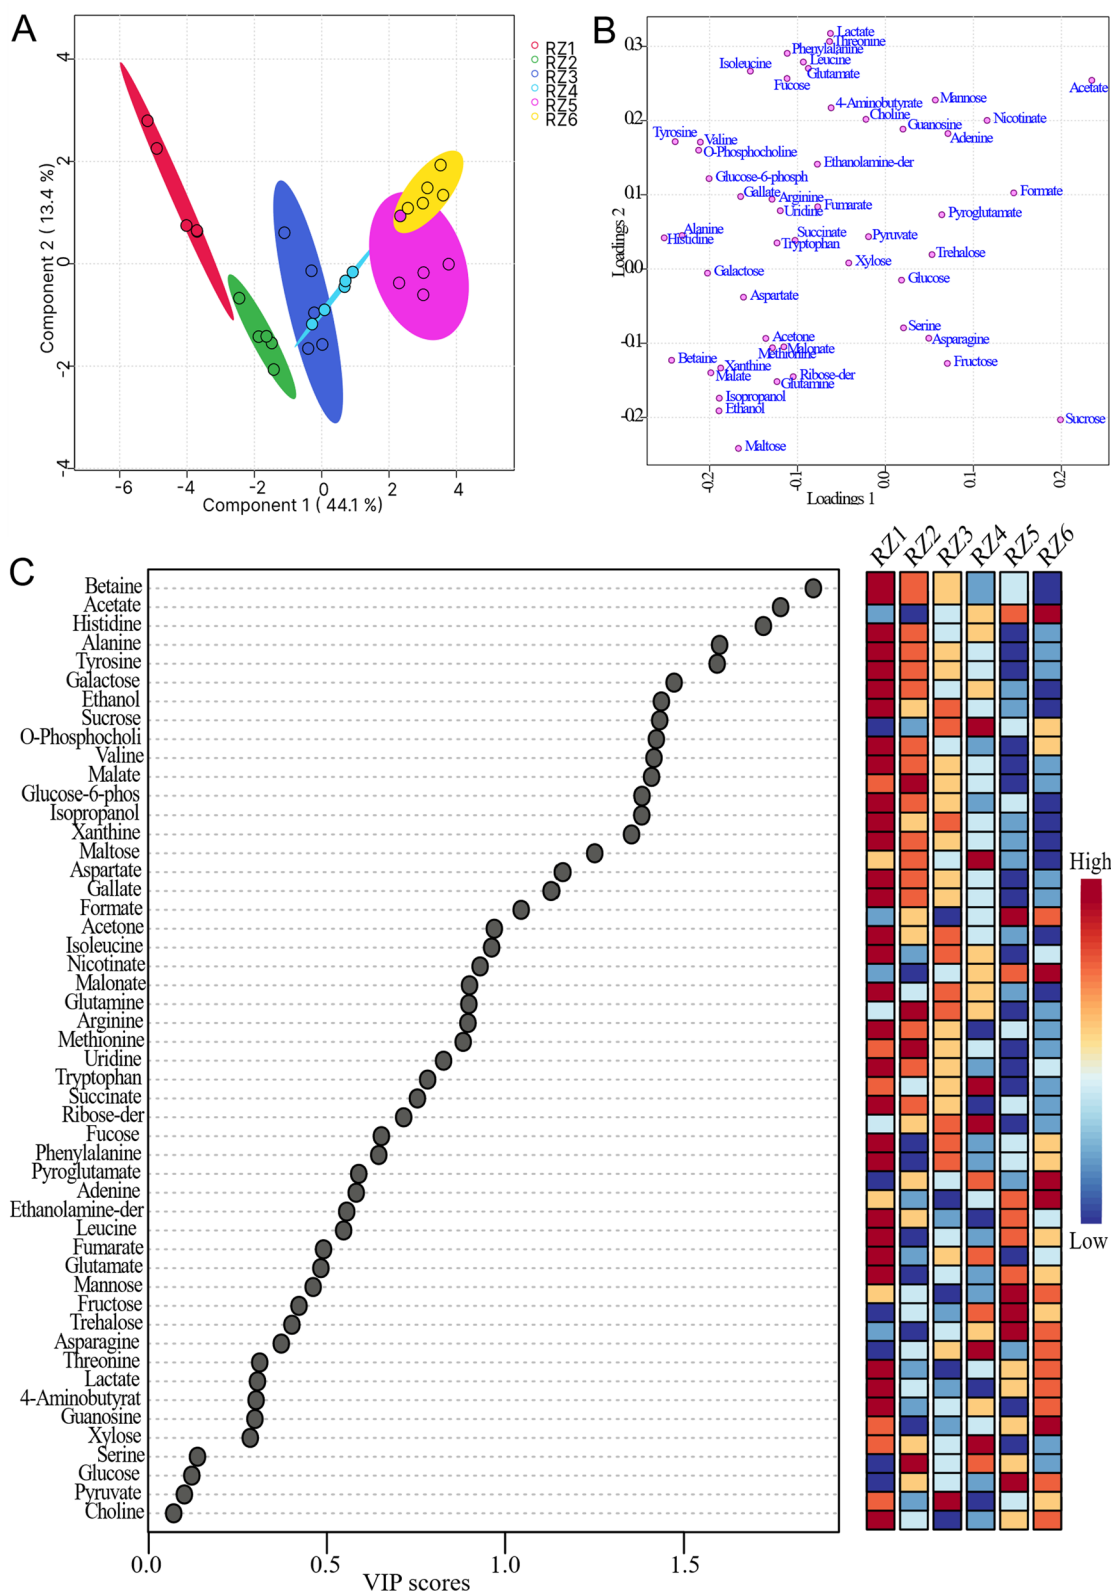 A
Component 2 ( 13.4 %)
4
2
0
-2
-4
-6
-4
-2
0
2
4
Component 1 ( 44.1 %)
RZ1
RZ2
RZ3
RZ4
RZ5
RZ6
B
Loadings 2
0.3
0.2
0.1
0.0
-0.1
-0.2
Lactate
Threonine
Phenylalanine
Leucine
Isoleucine
Glutamate
Fucose
Acetate
4-Aminobutyrate
Mannose
Choline
Nicotinate
Guanosine
Adenine
Tyrosine
Valine
O-Phosphocholine
Ethanolamine-der
Glucose-6-phosph
Gallate
Arginine
Formate
Uridine
Fumarate
Pyroglutamate
Alanine
Histidine
Succinate
Tryptophan
Pyruvate
Trehalose
Xylose
Galactose
Glucose
Aspartate
Serine
Acetone
Asparagine
Malonate
Methionine
Betaine
Xanthine
Fructose
Malate
Ribose-der
Glutamine
Isopropanol
Ethanol
Sucrose
Maltose
-0.2
-0.1
0.0
0.1
0.2
Loadings 1
C
RZ1
RZ2
RZ3
RZ4
RZ5
RZ6
Betaine
Acetate
Histidine
Alanine
Tyrosine
Galactose
Ethanol
Sucrose
O-Phosphocholi
Valine
Malate
Glucose-6-phos
Isopropanol
Xanthine
Maltose
Aspartate
Gallate
Formate
Acetone
Isoleucine
Nicotinate
Malonate
Glutamine
Arginine
Methionine
Uridine
Tryptophan
Succinate
Ribose-der
Fucose
Phenylalanine
Pyroglutamate
Adenine
Ethanolamine-der
Leucine
Fumarate
Glutamate
Mannose
Fructose
Trehalose
Asparagine
Threonine
Lactate
4-Aminobutyrat
Guanosine
Xylose
Serine
Glucose
Pyruvate
Choline
0.0
0.5
1.0
1.5
VIP scores
High
Low